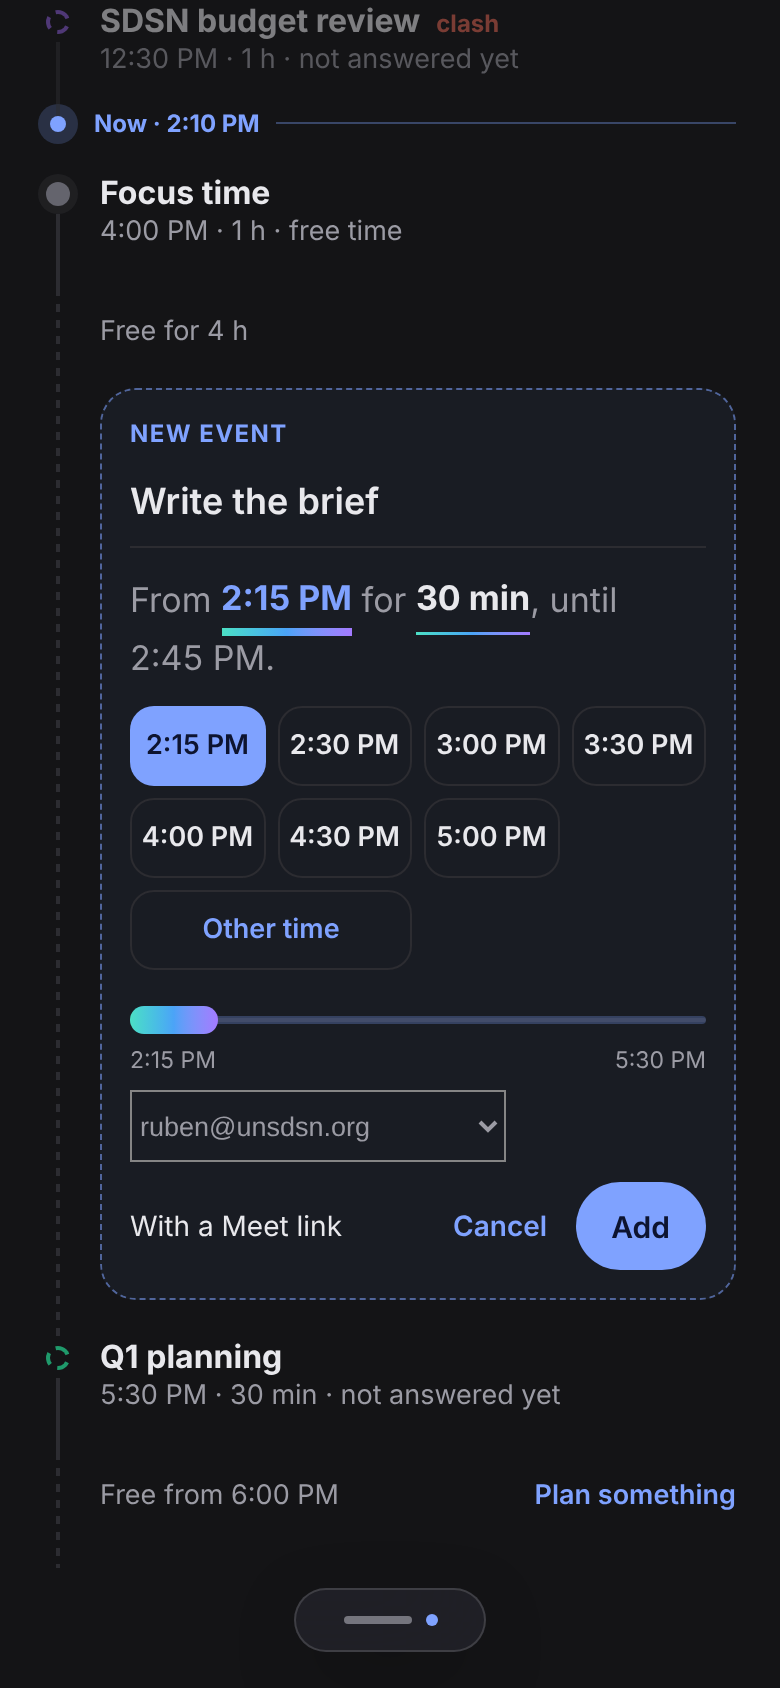 SDSN budget review clash
12:30 PM · 1 h · not answered yet
Now · 2:10 PM
Focus time
4:00 PM · 1 h · free time
Free for 4 h
NEW EVENT
Write the brief
From 2:15 PM for 30 min, until
2:45 PM.
2:15 PM 2:30 PM 3:00 PM 3:30 PM
4:00 PM 4:30 PM 5:00 PM
Other time
2:15 PM 5:30 PM
ruben@unsdsn.org
With a Meet link Cancel Add
Q1 planning
5:30 PM · 30 min · not answered yet
Free from 6:00 PM Plan something